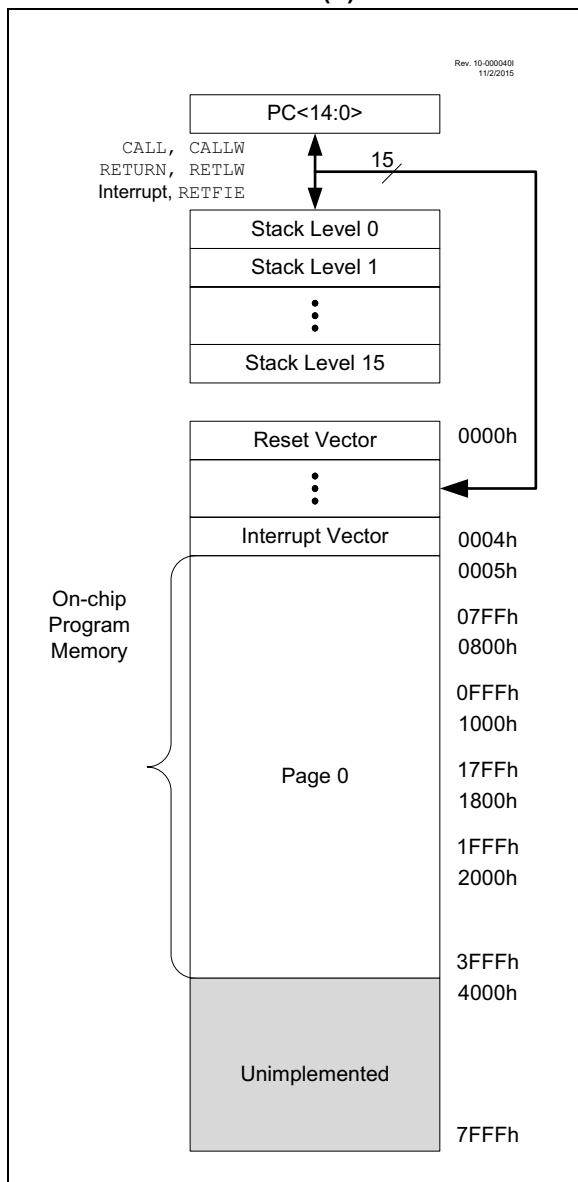 Rev. 10-000040I
11/2/2015
PC<14:0>
CALL, CALLW
RETURN, RETLW
Interrupt, RETFIE
15
Stack Level 0
Stack Level 1
Stack Level 15
Reset Vector
0000h
Interrupt Vector
0004h
0005h
On-chip
Program
Memory
07FFh
0800h
0FFFh
1000h
Page 0
17FFh
1800h
1FFFh
2000h
3FFFh
4000h
Unimplemented
7FFFh